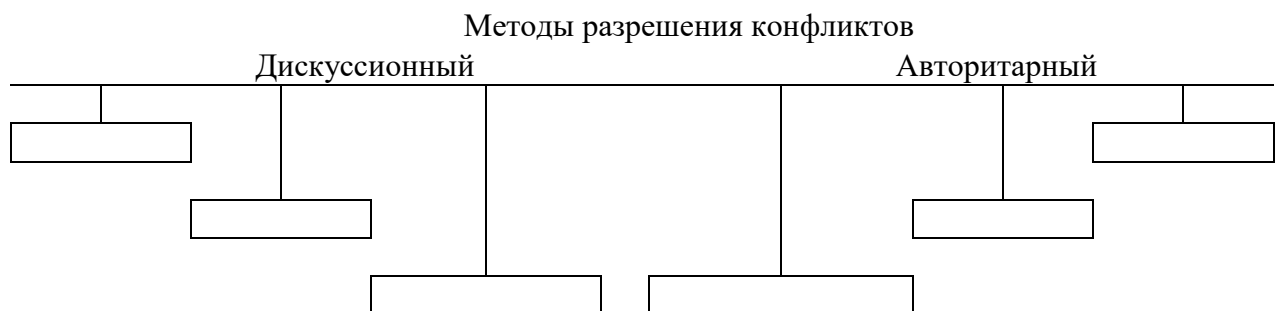 Методы разрешения конфликтов
Дискуссионный Авторитарный